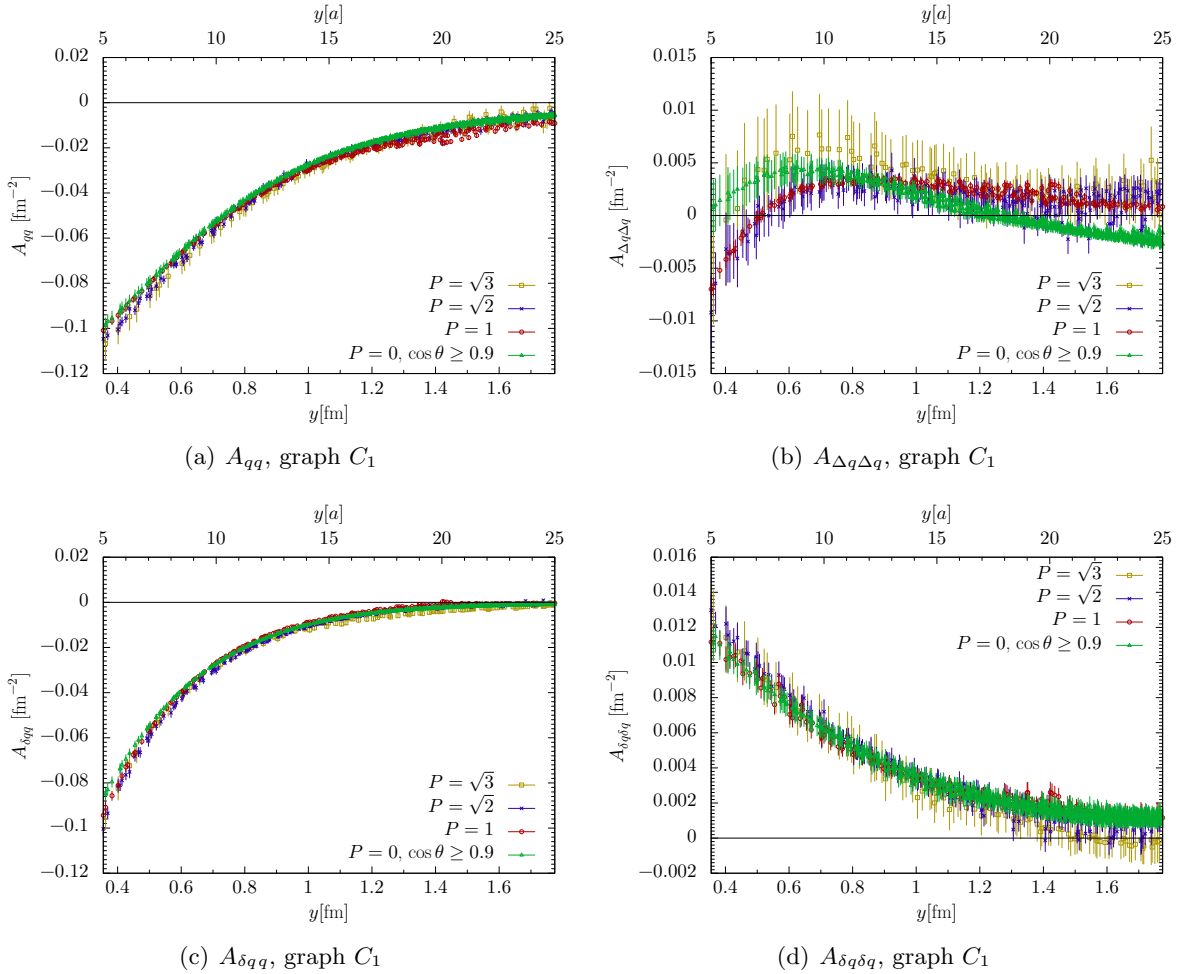 y[a]
5 10 15 20 25
0.02
0
−0.02
−0.04
−0.06
−0.08
−0.1
−0.12
A_{qq} [fm^{−2}]
P = √3
P = √2
P = 1
P = 0, cos θ ≥ 0.9
0.4 0.6 0.8 1 1.2 1.4 1.6
y[fm]
(a) A_{qq}, graph C_1
y[a]
5 10 15 20 25
0.015
0.01
0.005
0
−0.005
−0.01
−0.015
A_{ΔqΔq} [fm^{−2}]
P = √3
P = √2
P = 1
P = 0, cos θ ≥ 0.9
0.4 0.6 0.8 1 1.2 1.4 1.6
y[fm]
(b) A_{ΔqΔq}, graph C_1
y[a]
5 10 15 20 25
0.02
0
−0.02
−0.04
−0.06
−0.08
−0.1
−0.12
A_{δqq} [fm^{−2}]
P = √3
P = √2
P = 1
P = 0, cos θ ≥ 0.9
0.4 0.6 0.8 1 1.2 1.4 1.6
y[fm]
(c) A_{δqq}, graph C_1
y[a]
5 10 15 20 25
0.016
0.014
0.012
0.01
0.008
0.006
0.004
0.002
0
−0.002
A_{δqδq} [fm^{−2}]
P = √3
P = √2
P = 1
P = 0, cos θ ≥ 0.9
0.4 0.6 0.8 1 1.2 1.4 1.6
y[fm]
(d) A_{δqδq}, graph C_1